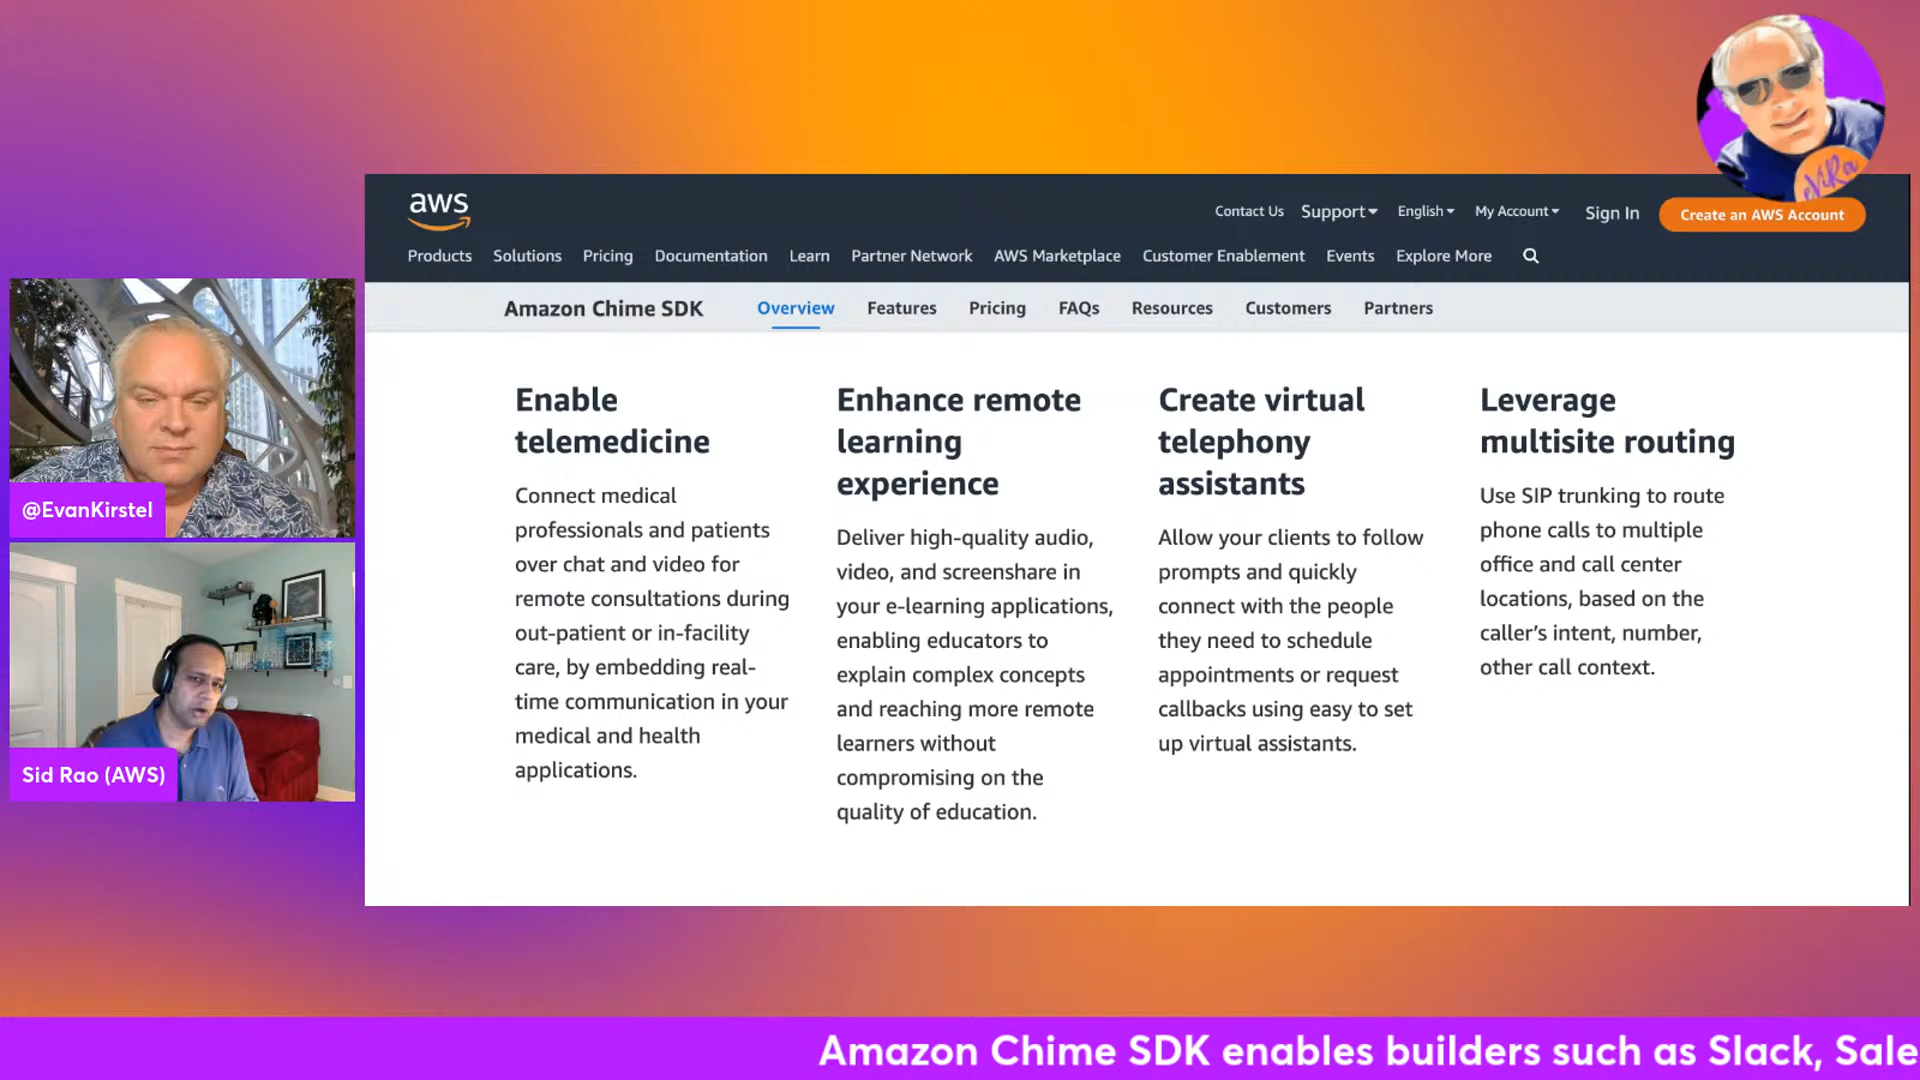 eViRa
aws
Contact Us Support English My Account Sign In Create an AWS Account
Products Solutions Pricing Documentation Learn Partner Network AWS Marketplace Customer Enablement Events Explore More
Amazon Chime SDK Overview Features Pricing FAQs Resources Customers Partners
Enable
telemedicine
Connect medical
professionals and patients
over chat and video for
remote consultations during
out-patient or in-facility
care, by embedding real-
time communication in your
medical and health
applications.
Enhance remote
learning
experience
Deliver high-quality audio,
video, and screenshare in
your e-learning applications,
enabling educators to
explain complex concepts
and reaching more remote
learners without
compromising on the
quality of education.
Create virtual
telephony
assistants
Allow your clients to follow
prompts and quickly
connect with the people
they need to schedule
appointments or request
callbacks using easy to set
up virtual assistants.
Leverage
multisite routing
Use SIP trunking to route
phone calls to multiple
office and call center
locations, based on the
caller’s intent, number,
other call context.
@EvanKirstel
Sid Rao (AWS)
Amazon Chime SDK enables builders such as Slack, Sale